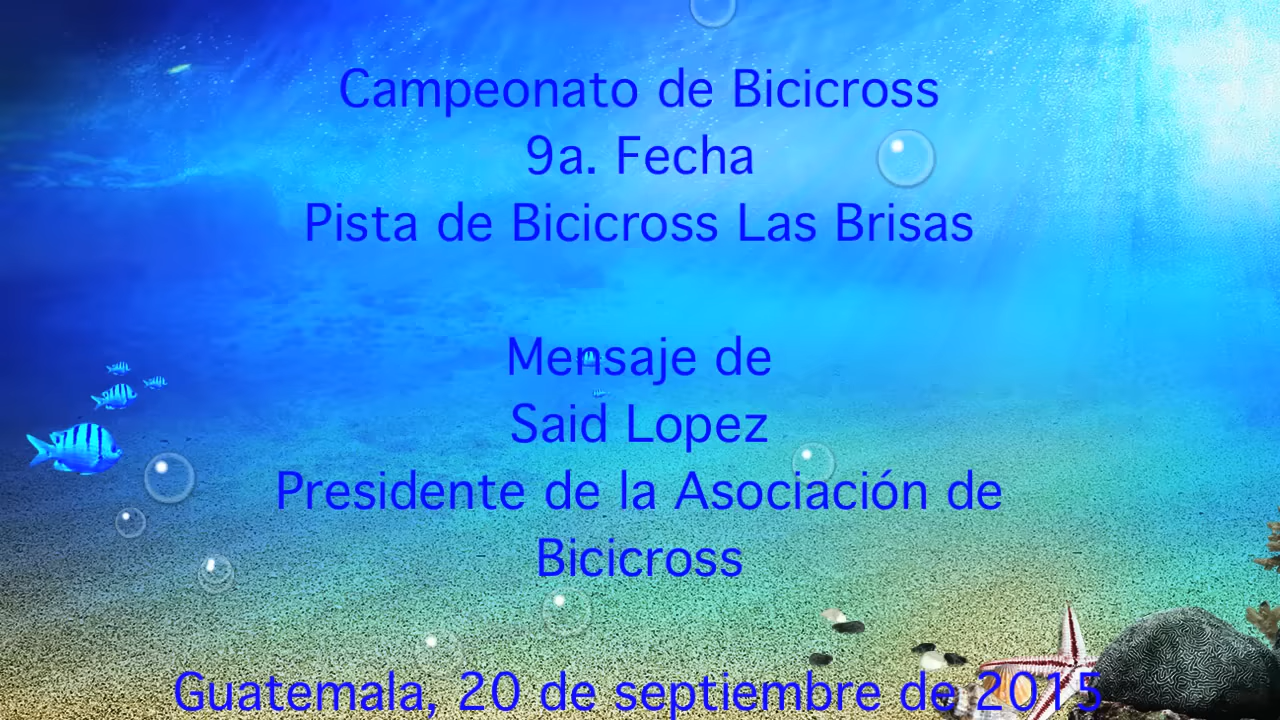 Campeonato de Bicicross
9a. Fecha
Pista de Bicicross Las Brisas
Mensaje de
Said Lopez
Presidente de la Asociación de
Bicicross
Guatemala, 20 de septiembre de 2015